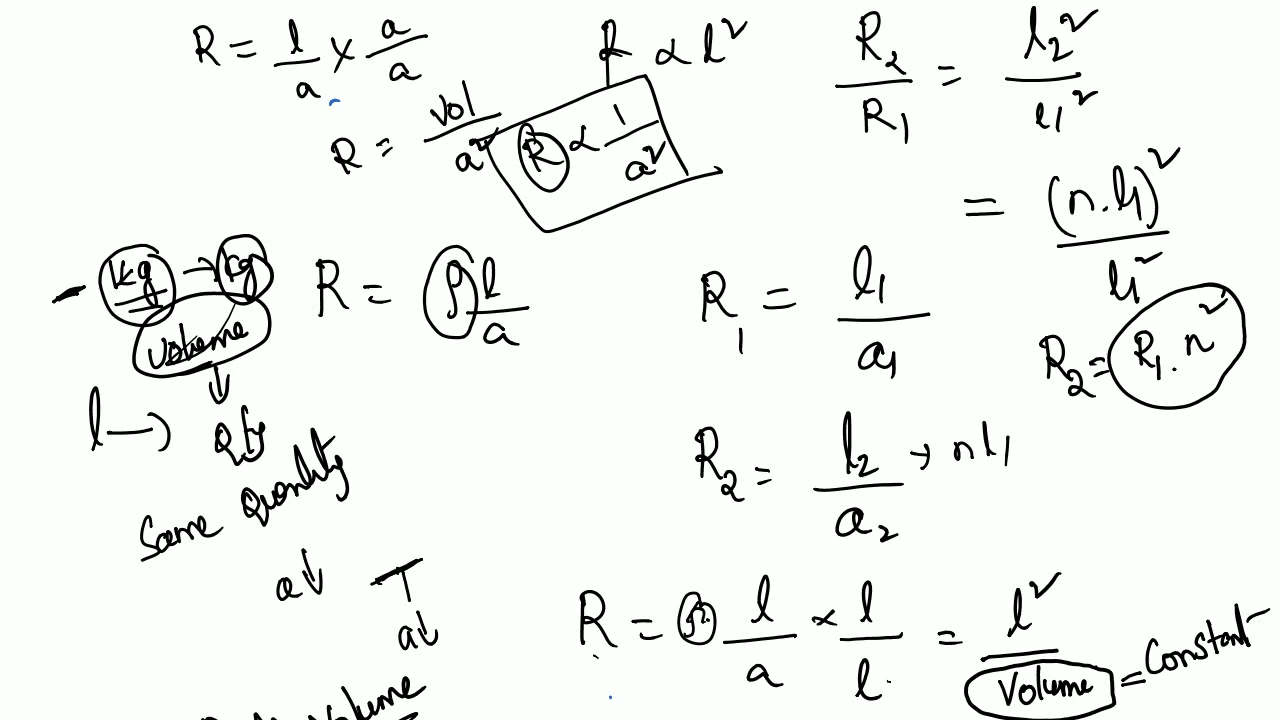 R = l/a × a/a
R = Vol/a²
R ∝ l²
R ∝ 1/a²
R₂/R₁ = l₂²/l₁²
= (n.l₁)²/l₁²
R₂ = R₁.n²
kg → kg
Volume
l → Qty
Same Quantity
a↓
a↓
Volume
R = ρ l/a
R₁ = l₁/a₁
R₂ = l₂/a₂ → nl₁
R = ρ l/a × l/l = l²/Volume = Constant